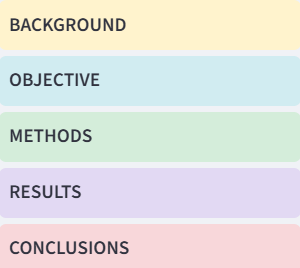 BACKGROUND
OBJECTIVE
METHODS
RESULTS
CONCLUSIONS